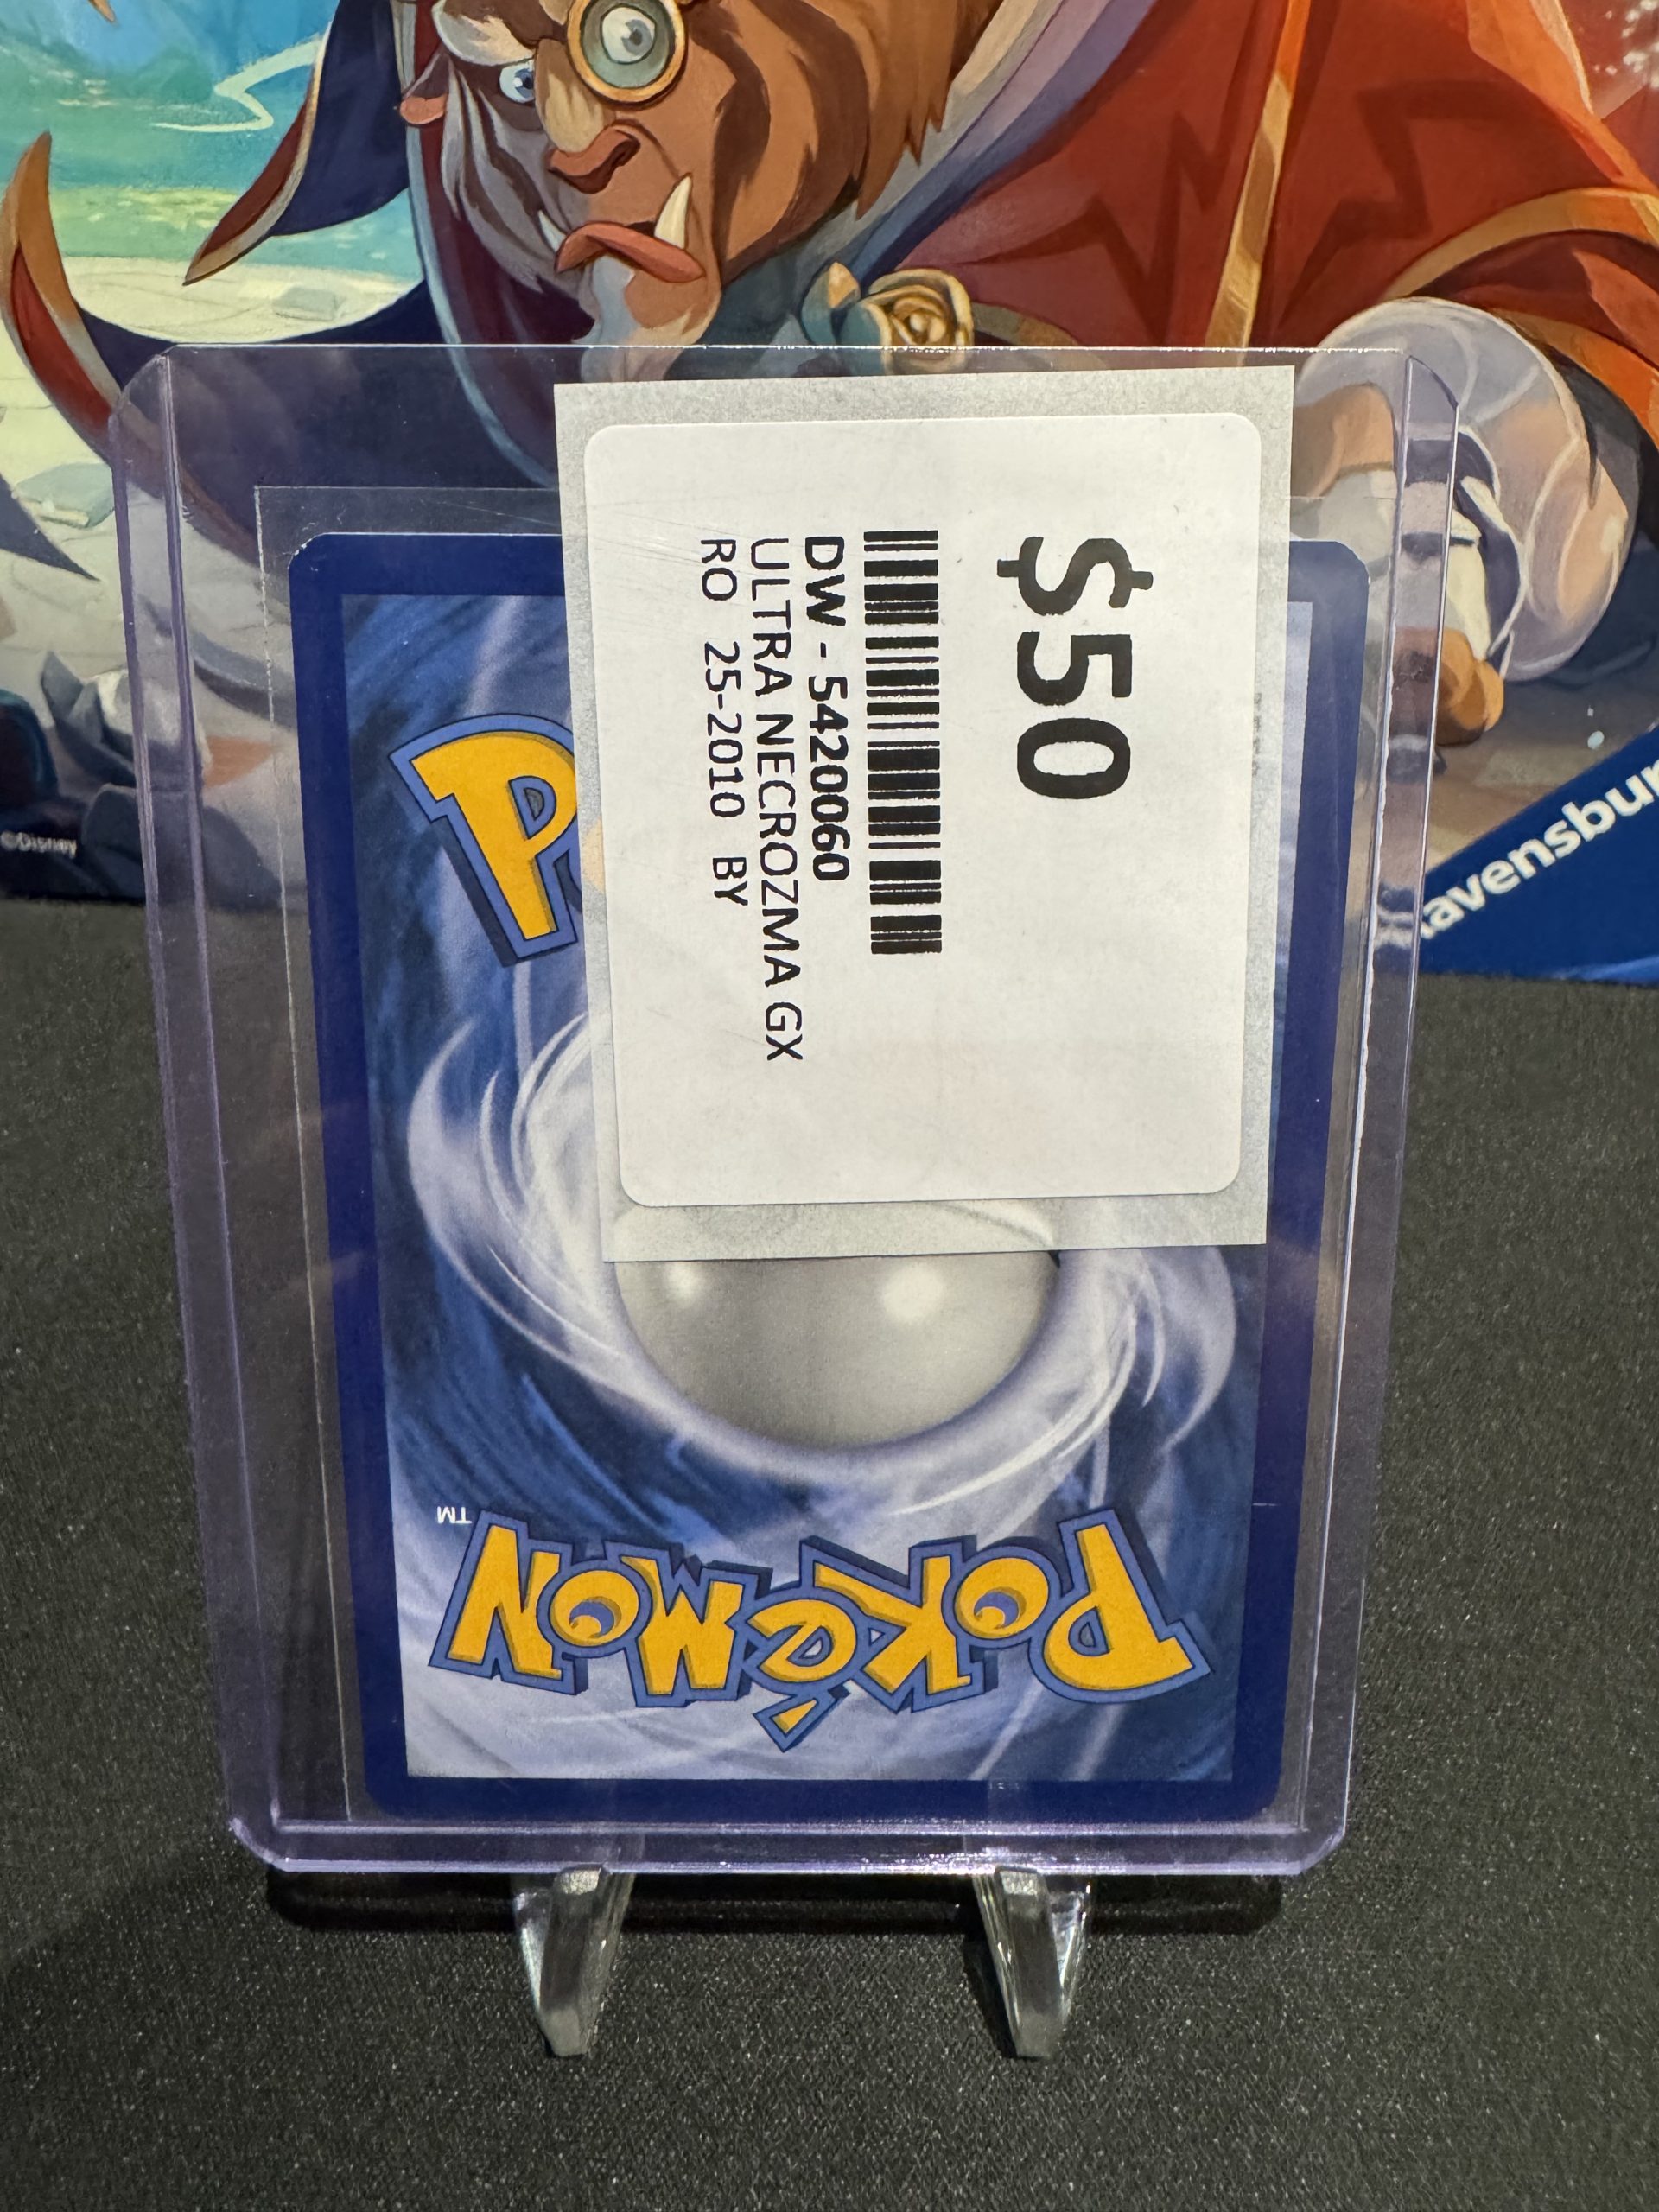 ©Disney
Ravensbur
$50
DW - 5420060
ULTRA NECROZMA GX
RO 25-2010 BY
P
POKéMON
TM